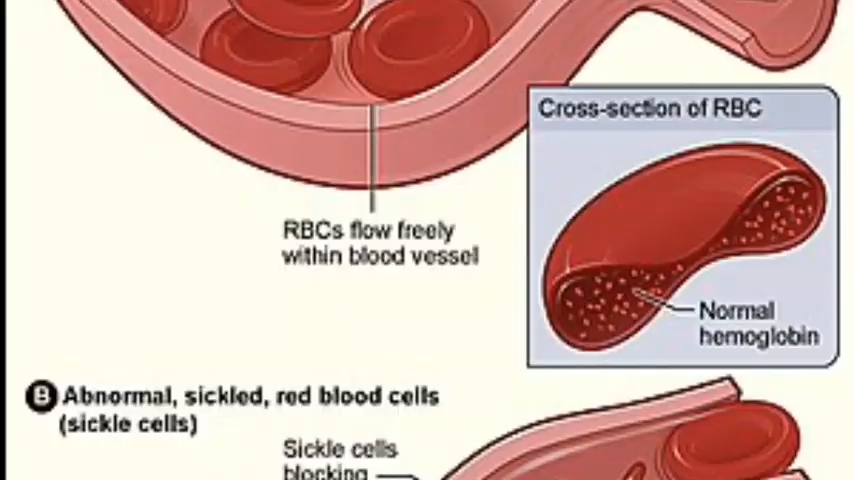 Cross-section of RBC
RBCs flow freely
within blood vessel
Normal
hemoglobin
B Abnormal, sickled, red blood cells
(sickle cells)
Sickle cells
blocking